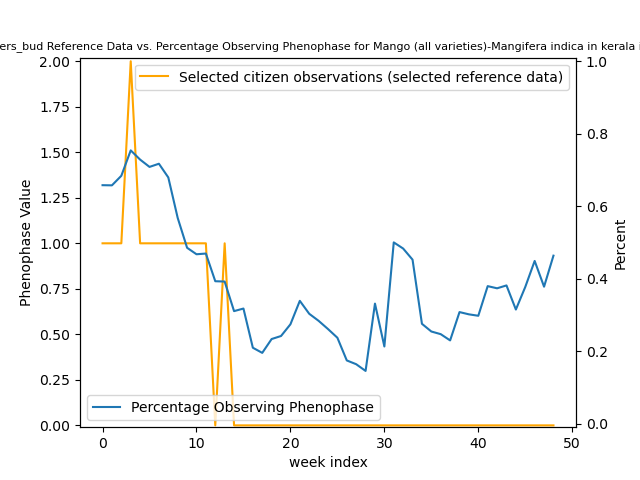 ers_bud Reference Data vs. Percentage Observing Phenophase for Mango (all varieties)-Mangifera indica in kerala i
2.00
1.75
1.50
1.25
1.00
0.75
0.50
0.25
0.00
Phenophase Value
Selected citizen observations (selected reference data)
Percentage Observing Phenophase
1.0
0.8
0.6
0.4
0.2
0.0
Percent
0 10 20 30 40 50
week index